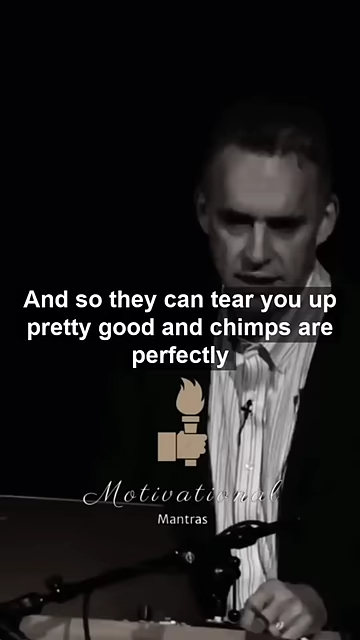 And so they can tear you up
pretty good and chimps are
perfectly
Motivational
Mantras